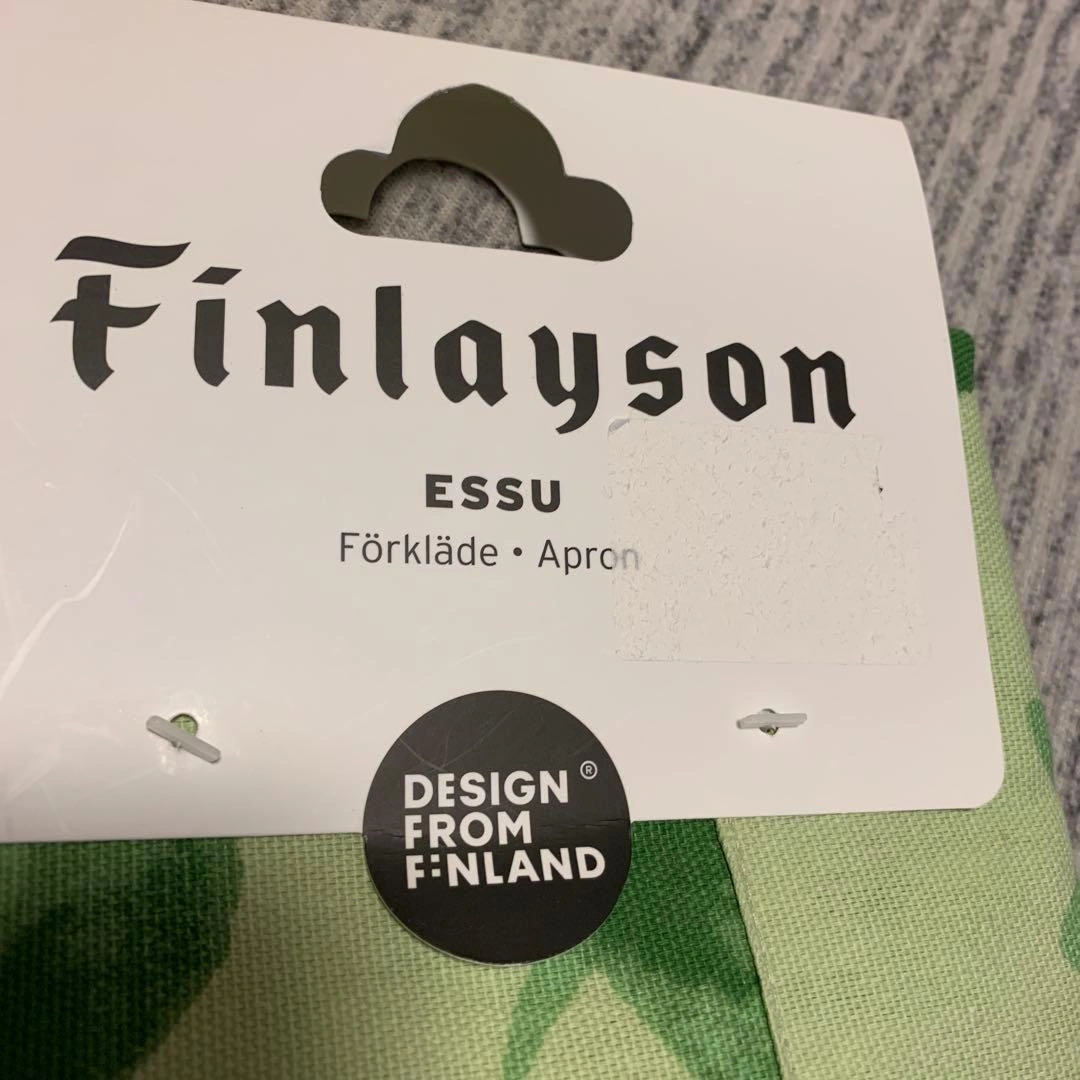 Finlayson
ESSU
Förkläde • Apron
DESIGN ®
FROM
FINLAND